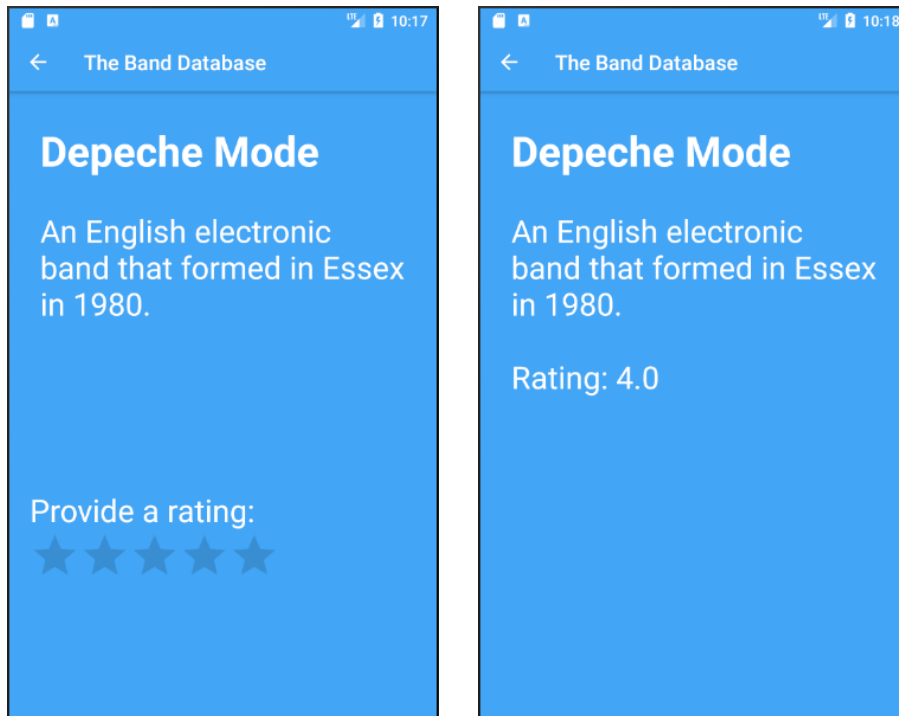 LTE 10:17
The Band Database
Depeche Mode
An English electronic
band that formed in Essex
in 1980.
Provide a rating:
LTE 10:18
The Band Database
Depeche Mode
An English electronic
band that formed in Essex
in 1980.
Rating: 4.0